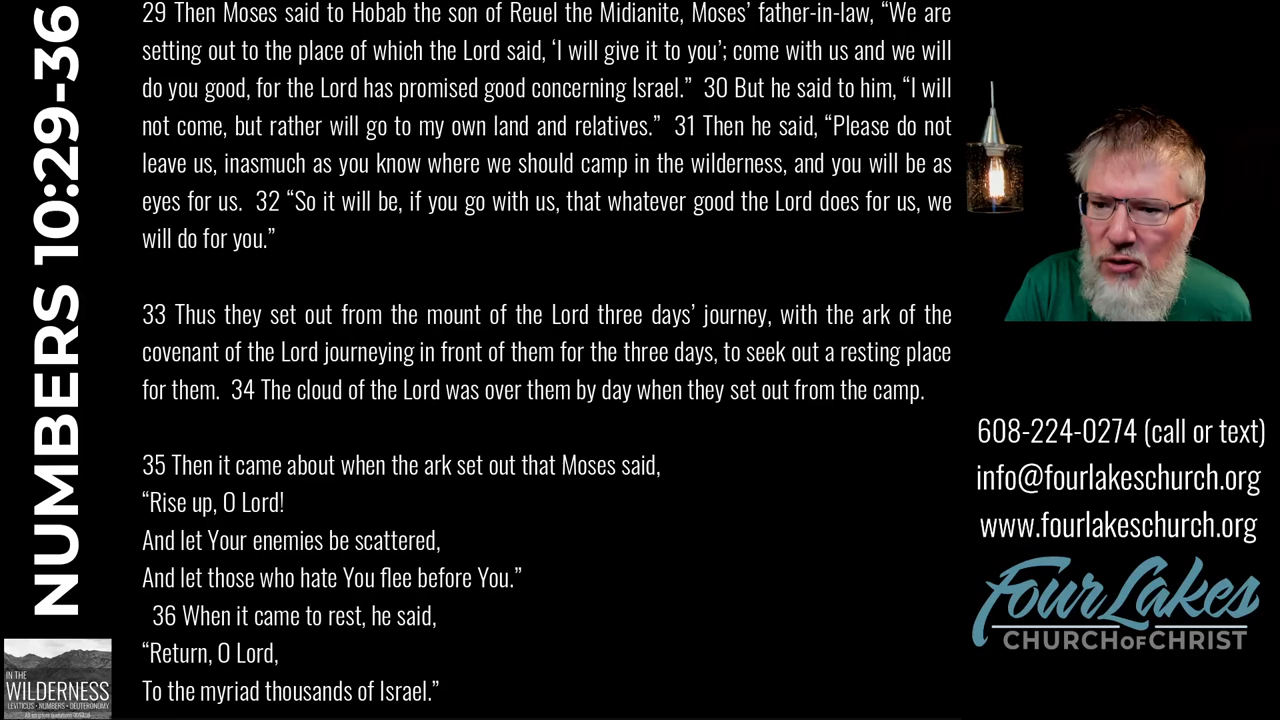 NUMBERS 10:29-36
29 Then Moses said to Hobab the son of Reuel the Midianite, Moses’ father-in-law, “We are
setting out to the place of which the Lord said, ‘I will give it to you’; come with us and we will
do you good, for the Lord has promised good concerning Israel.” 30 But he said to him, “I will
not come, but rather will go to my own land and relatives.” 31 Then he said, “Please do not
leave us, inasmuch as you know where we should camp in the wilderness, and you will be as
eyes for us. 32 “So it will be, if you go with us, that whatever good the Lord does for us, we
will do for you.”
33 Thus they set out from the mount of the Lord three days’ journey, with the ark of the
covenant of the Lord journeying in front of them for the three days, to seek out a resting place
for them. 34 The cloud of the Lord was over them by day when they set out from the camp.
35 Then it came about when the ark set out that Moses said,
“Rise up, O Lord!
And let Your enemies be scattered,
And let those who hate You flee before You.”
36 When it came to rest, he said,
“Return, O Lord,
To the myriad thousands of Israel.”
608-224-0274 (call or text)
info@fourlakeschurch.org
www.fourlakeschurch.org
Four Lakes
CHURCH OF CHRIST
IN THE
WILDERNESS
LEVITICUS • NUMBERS • DEUTERONOMY